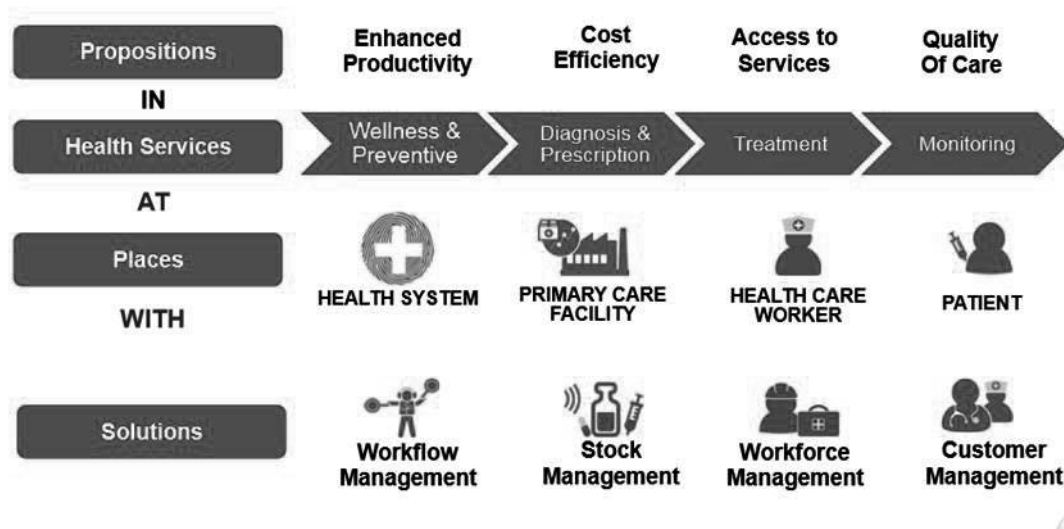 Propositions
Enhanced
Productivity
Cost
Efficiency
Access to
Services
Quality
Of Care
IN
Health Services
Wellness &
Preventive
Diagnosis &
Prescription
Treatment
Monitoring
AT
Places
HEALTH SYSTEM
PRIMARY CARE
FACILITY
HEALTH CARE
WORKER
PATIENT
WITH
Solutions
Workflow
Management
Stock
Management
Workforce
Management
Customer
Management